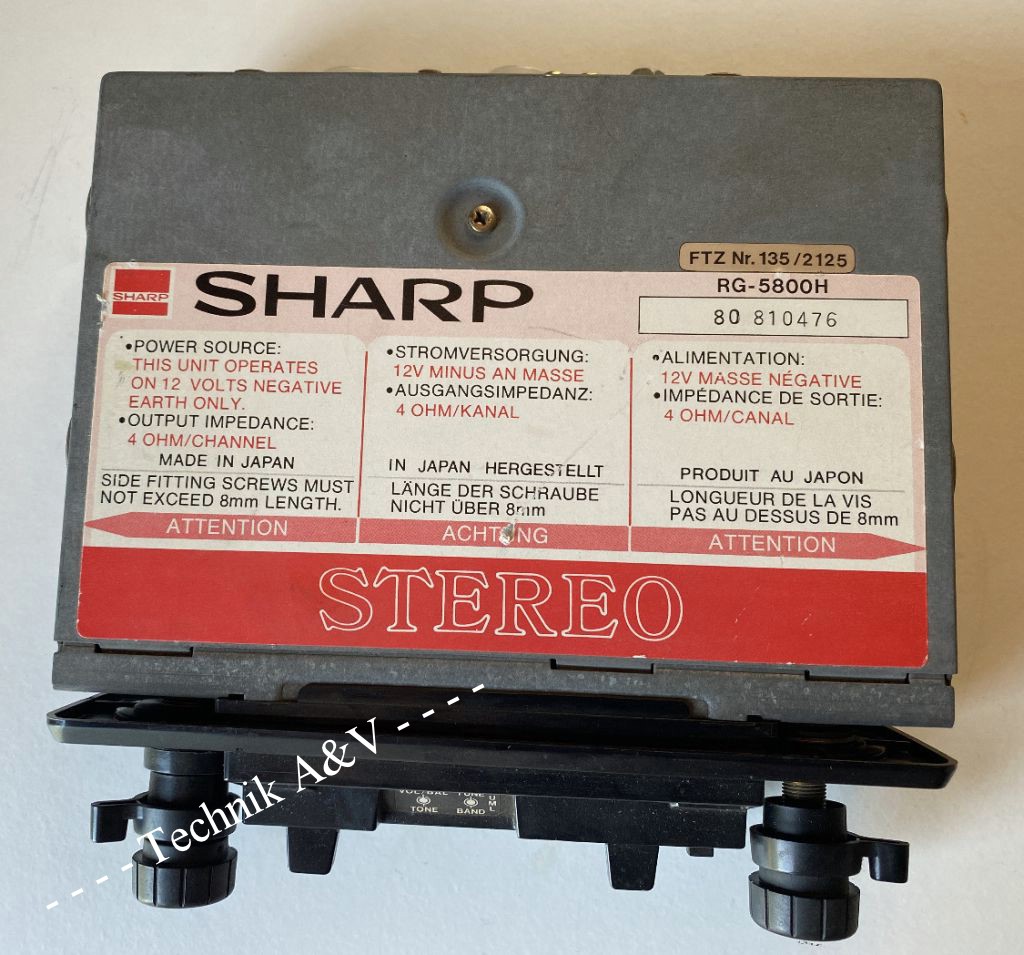 FTZ Nr. 135/2125
SHARP
SHARP
RG-5800H
80 810476
•POWER SOURCE:
THIS UNIT OPERATES
ON 12 VOLTS NEGATIVE
EARTH ONLY.
•OUTPUT IMPEDANCE:
4 OHM/CHANNEL
MADE IN JAPAN
SIDE FITTING SCREWS MUST
NOT EXCEED 8mm LENGTH.
ATTENTION
•STROMVERSORGUNG:
12V MINUS AN MASSE
•AUSGANGSIMPEDANZ:
4 OHM/KANAL
IN JAPAN HERGESTELLT
LÄNGE DER SCHRAUBE
NICHT ÜBER 8mm
ACHTUNG
•ALIMENTATION:
12V MASSE NÉGATIVE
•IMPÉDANCE DE SORTIE:
4 OHM/CANAL
PRODUIT AU JAPON
LONGUEUR DE LA VIS
PAS AU DESSUS DE 8mm
ATTENTION
STEREO
VOL/BAL TUNE
TONE BAND
U
M
L
- - - - Technik A&V - - - -